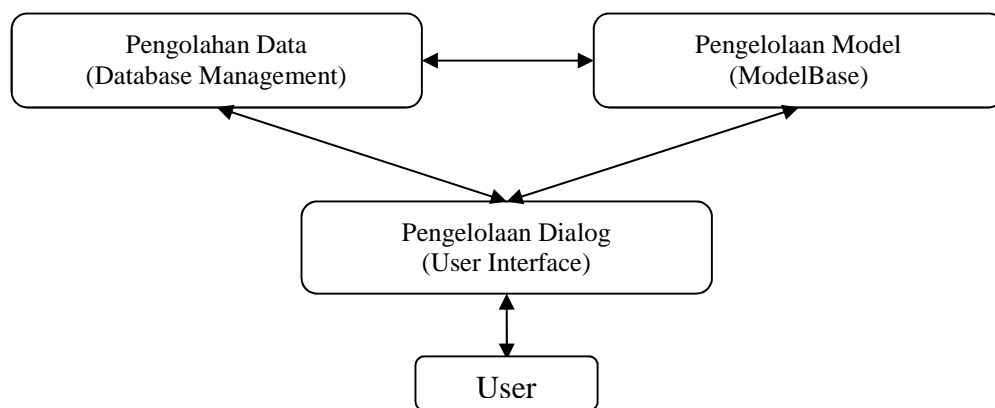 Pengolahan Data
(Database Management)
Pengelolaan Model
(ModelBase)
Pengelolaan Dialog
(User Interface)
User